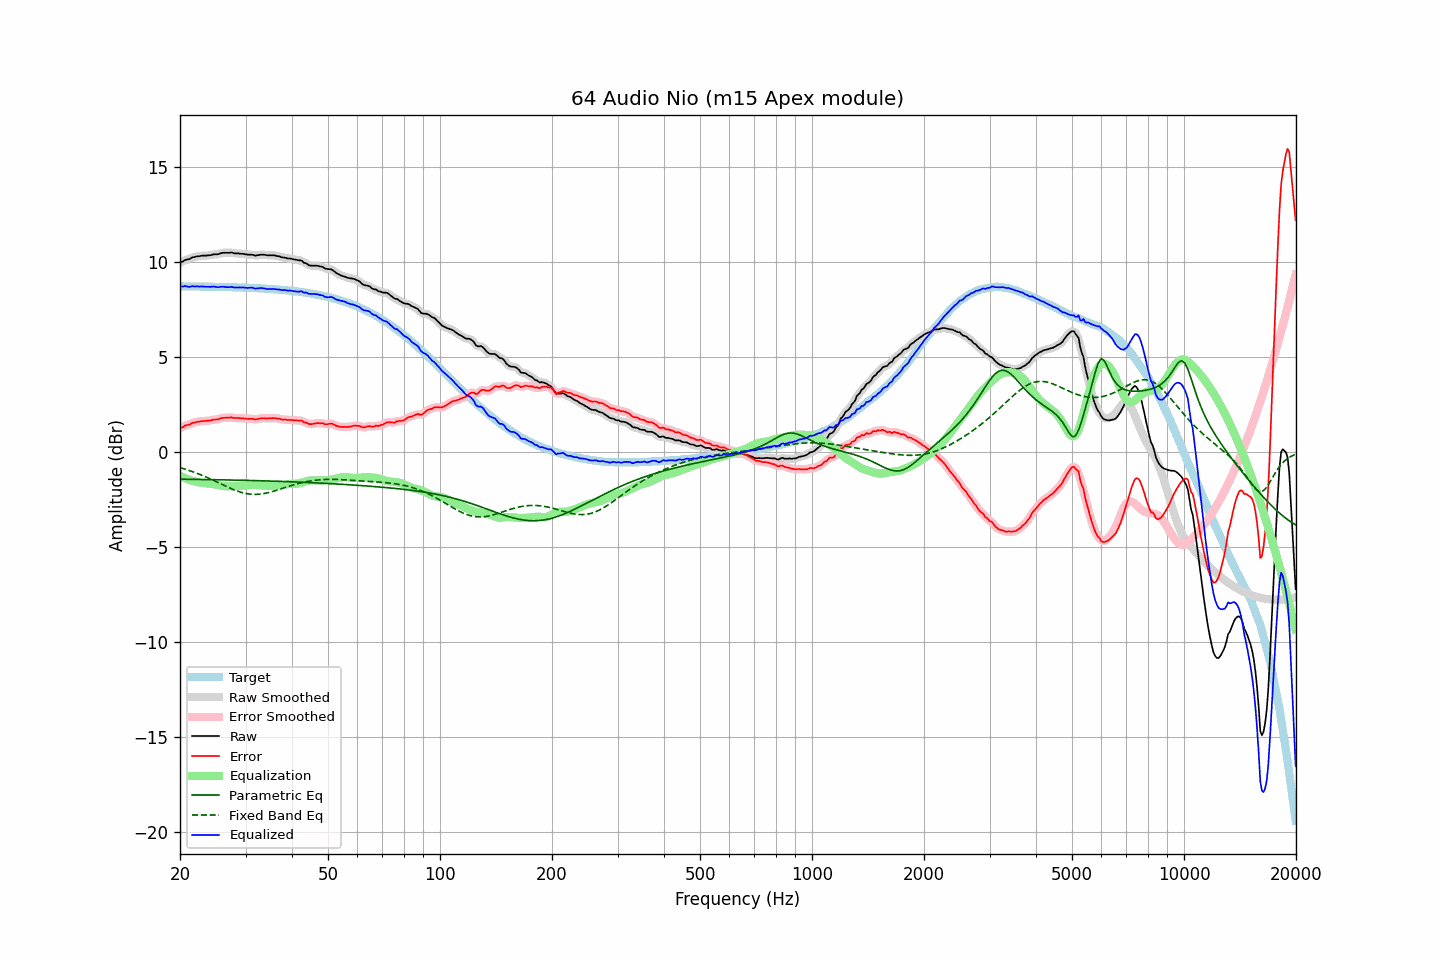 64 Audio Nio (m15 Apex module)
Amplitude (dBr)
15
10
5
0
−5
−10
−15
−20
Target
Raw Smoothed
Error Smoothed
Raw
Error
Equalization
Parametric Eq
Fixed Band Eq
Equalized
20 50 100 200 500 1000 2000 5000 10000 20000
Frequency (Hz)